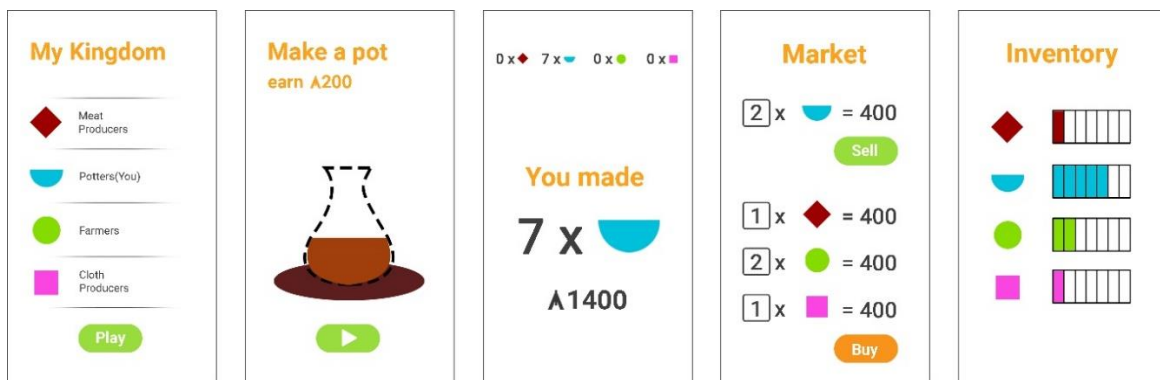 My Kingdom
Meat
Producers
Potters(You)
Farmers
Cloth
Producers
Play
Make a pot
earn ⋏200
0 x 7 x 0 x 0 x
You made
7 x
⋏1400
Market
2 x = 400
Sell
1 x = 400
2 x = 400
1 x = 400
Buy
Inventory